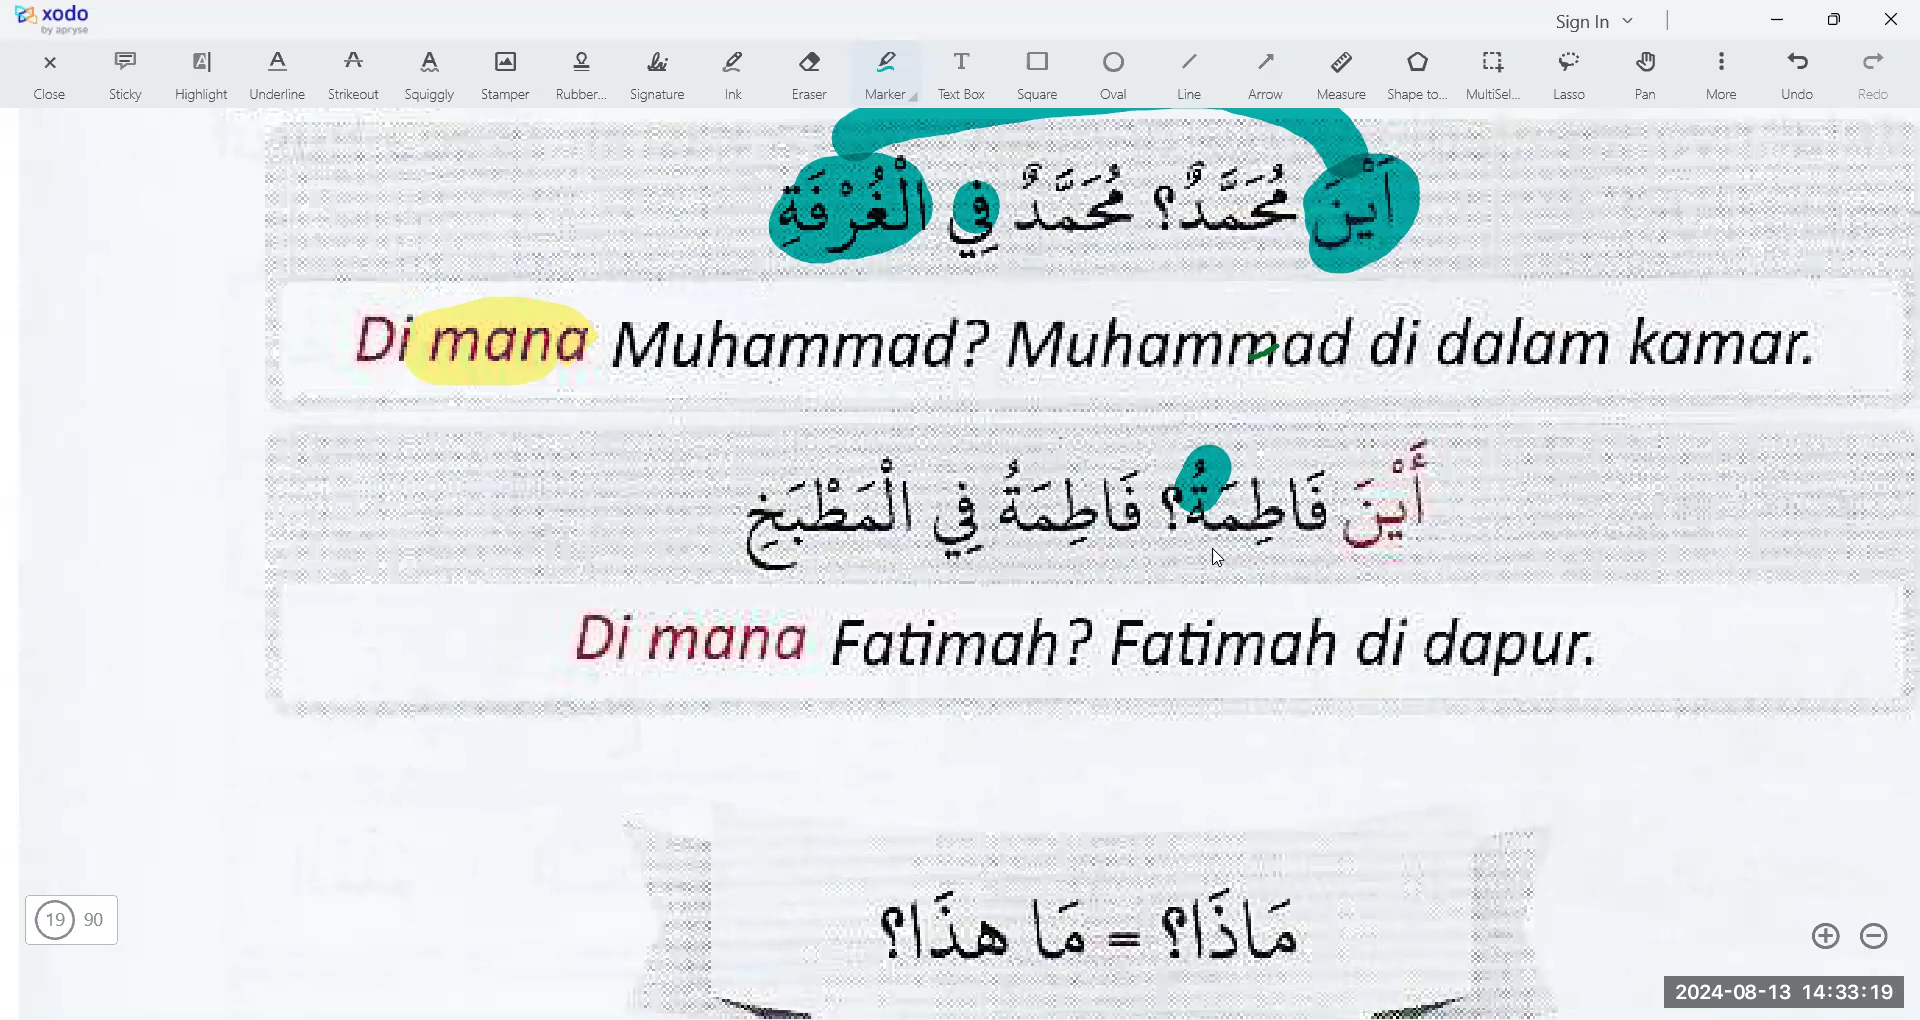 xodo
by apryse
Sign In
Close Sticky Highlight Underline Strikeout Squiggly Stamper Rubber... Signature Ink Eraser Marker Text Box Square Oval Line Arrow Measure Shape to... MultiSel... Lasso Pan More Undo Redo
أَيْنَ مُحَمَّدٌ؟ مُحَمَّدٌ فِي الْغُرْفَةِ
Di mana Muhammad? Muhammad di dalam kamar.
أَيْنَ فَاطِمَةُ؟ فَاطِمَةُ فِي الْمَطْبَخِ
Di mana Fatimah? Fatimah di dapur.
مَاذَا؟ = مَا هذَا؟
19 90
2024-08-13 14:33:19